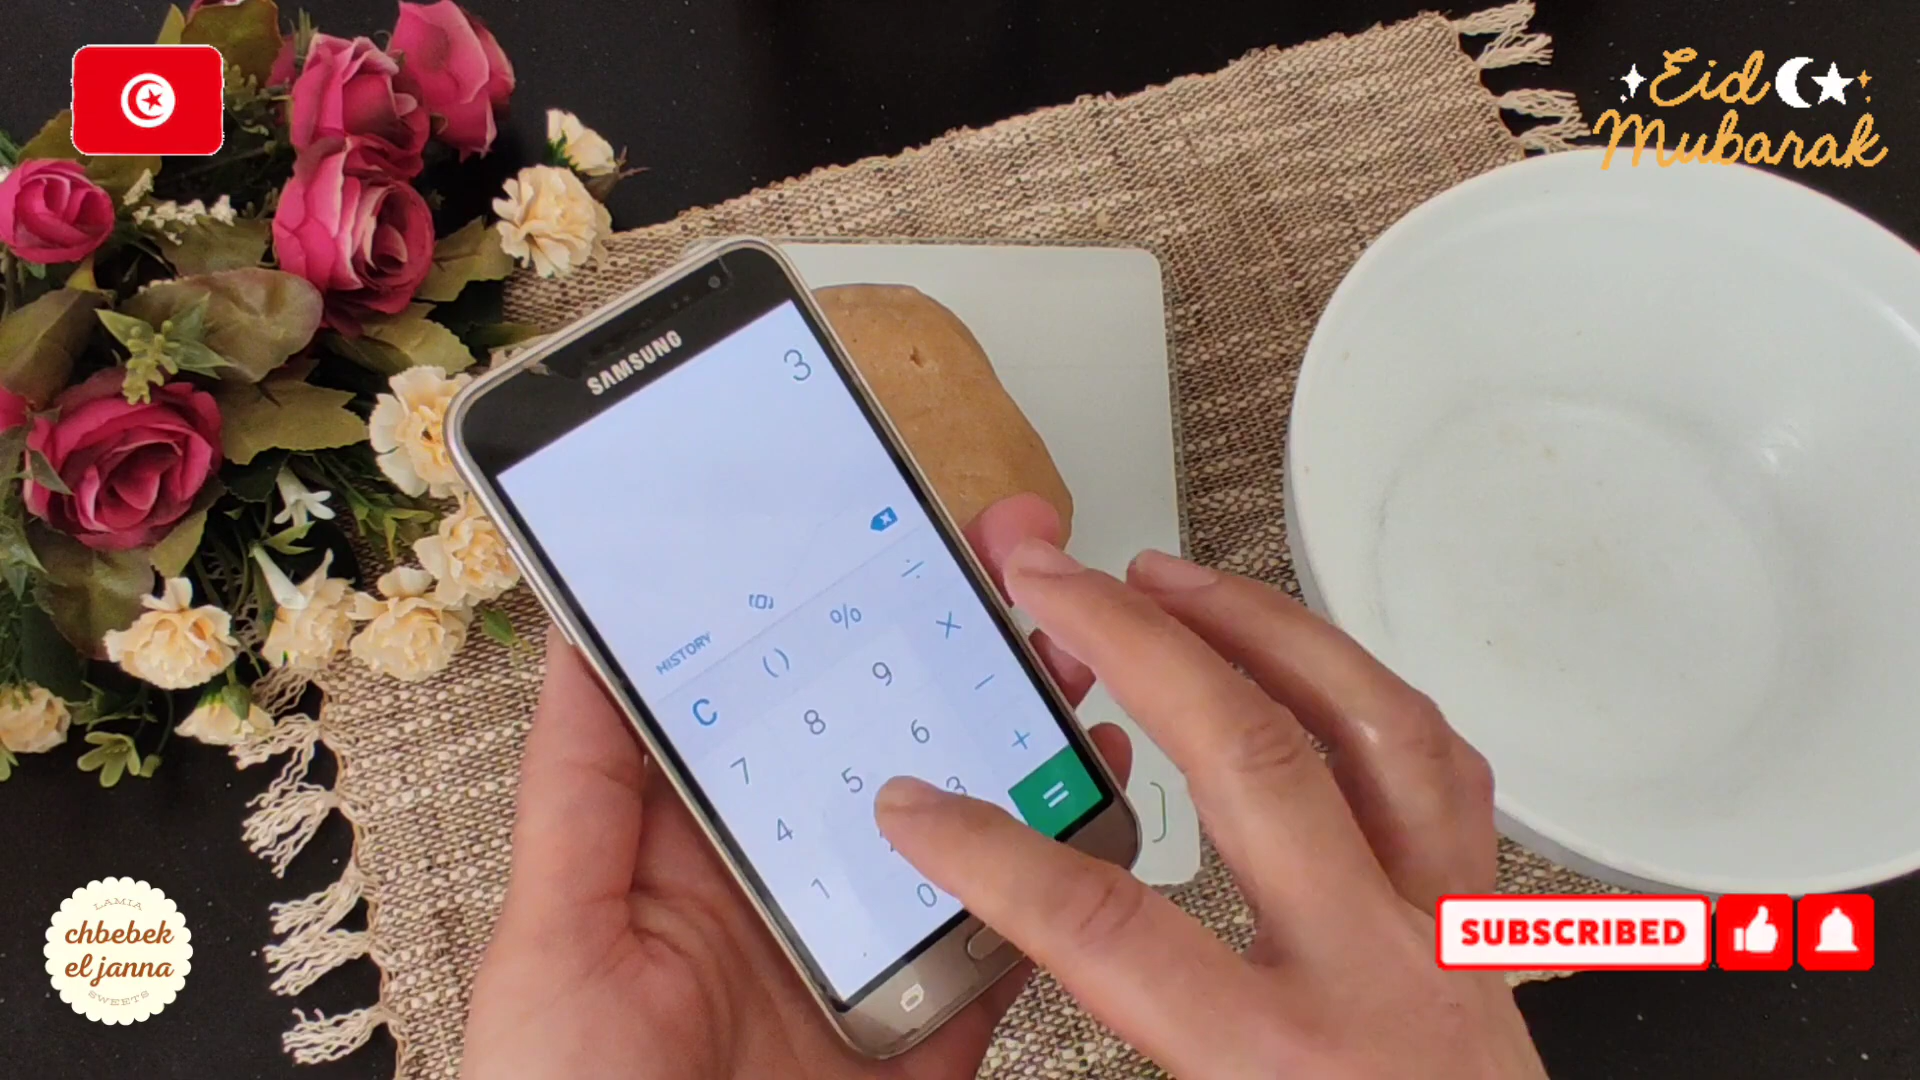 Eid
Mubarak
SAMSUNG
3
HISTORY
C
( )
%
÷
7
8
9
×
4
5
6
−
1
3
+
0
.
=
LAMIA
chbebek
el janna
SWEETS
SUBSCRIBED